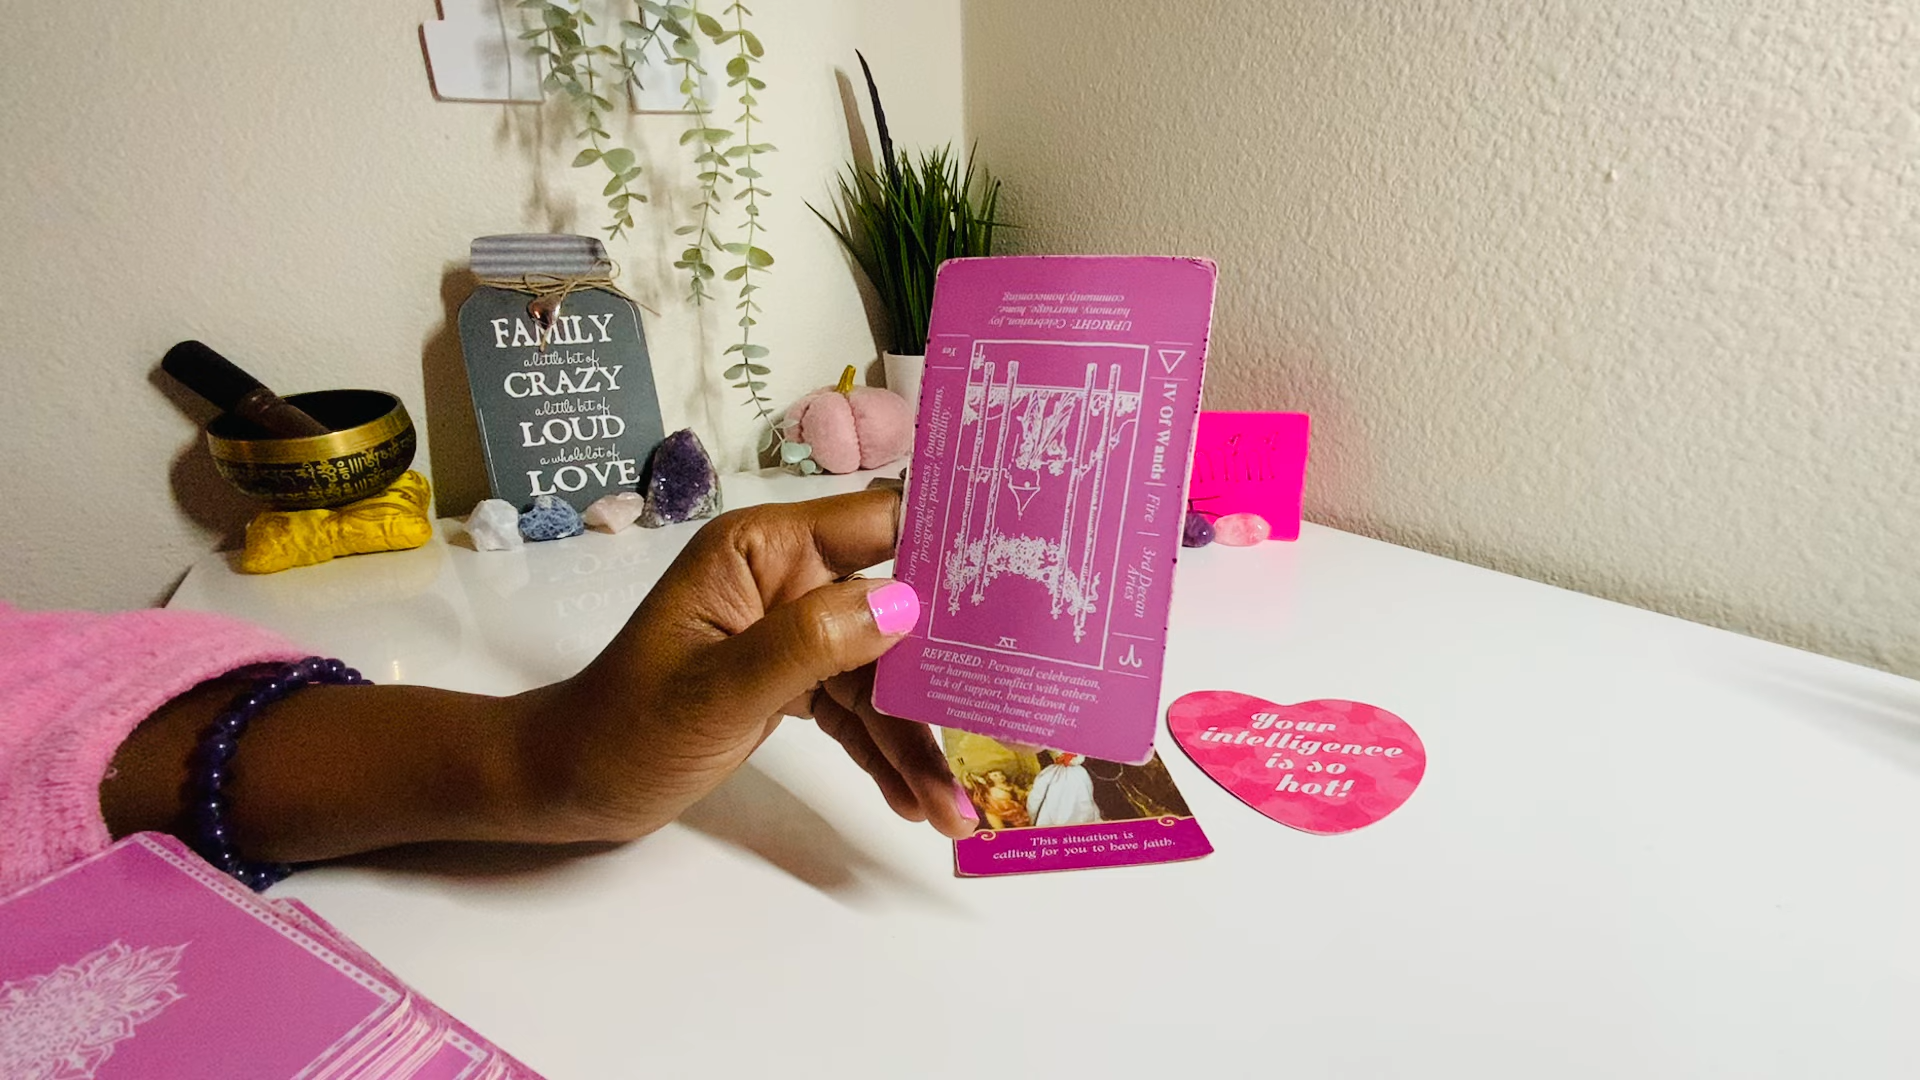 FAMILY
a little bit of
CRAZY
a little bit of
LOUD
a whole lot of
LOVE
UPRIGHT: Celebration, joy
harmony, marriage, home,
community, homecoming
Yes
Form, completeness, foundations,
progress, power, stability.
IV Of Wands | Fire | 3rd Decan
Aries
IV
REVERSED: Personal celebration,
inner harmony, conflict with others,
lack of support, breakdown in
communication, home conflict,
transition, transience
This situation is
calling for you to have faith.
Your
intelligence
is so
hot!